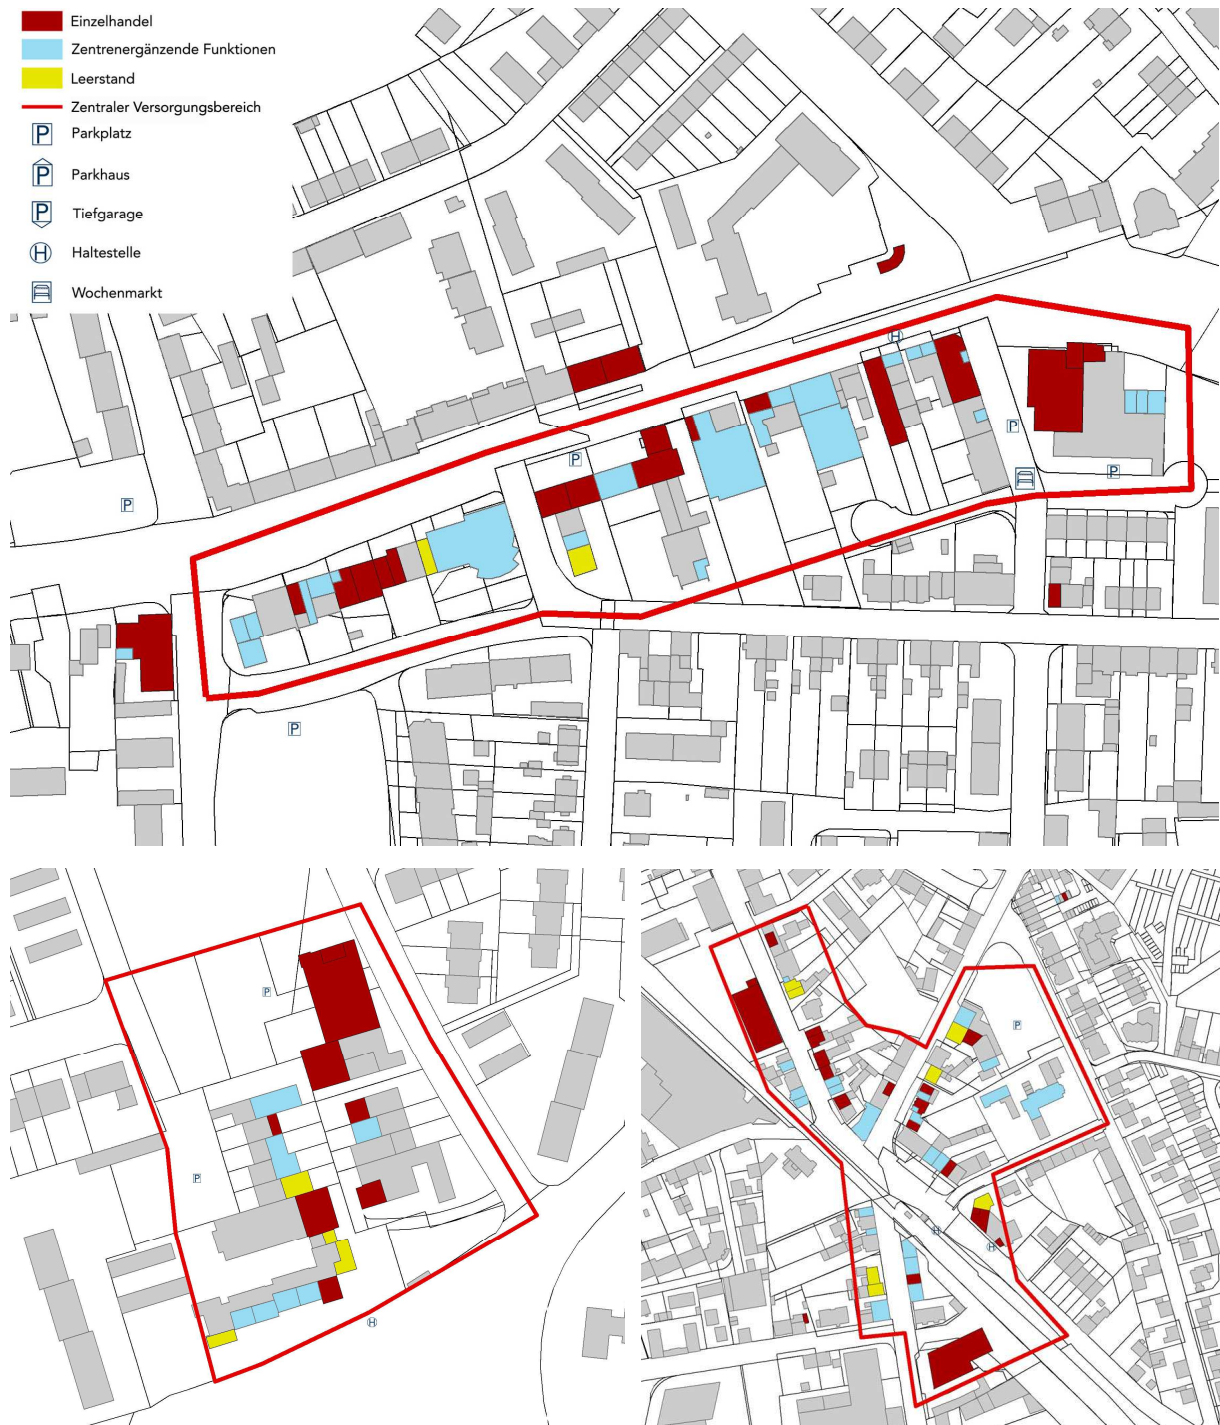 Einzelhandel
Zentrenergänzende Funktionen
Leerstand
Zentraler Versorgungsbereich
P Parkplatz
P Parkhaus
P Tiefgarage
H Haltestelle
Wochenmarkt
H
P
P
P
P
P
P
P
P
H
P
H
H